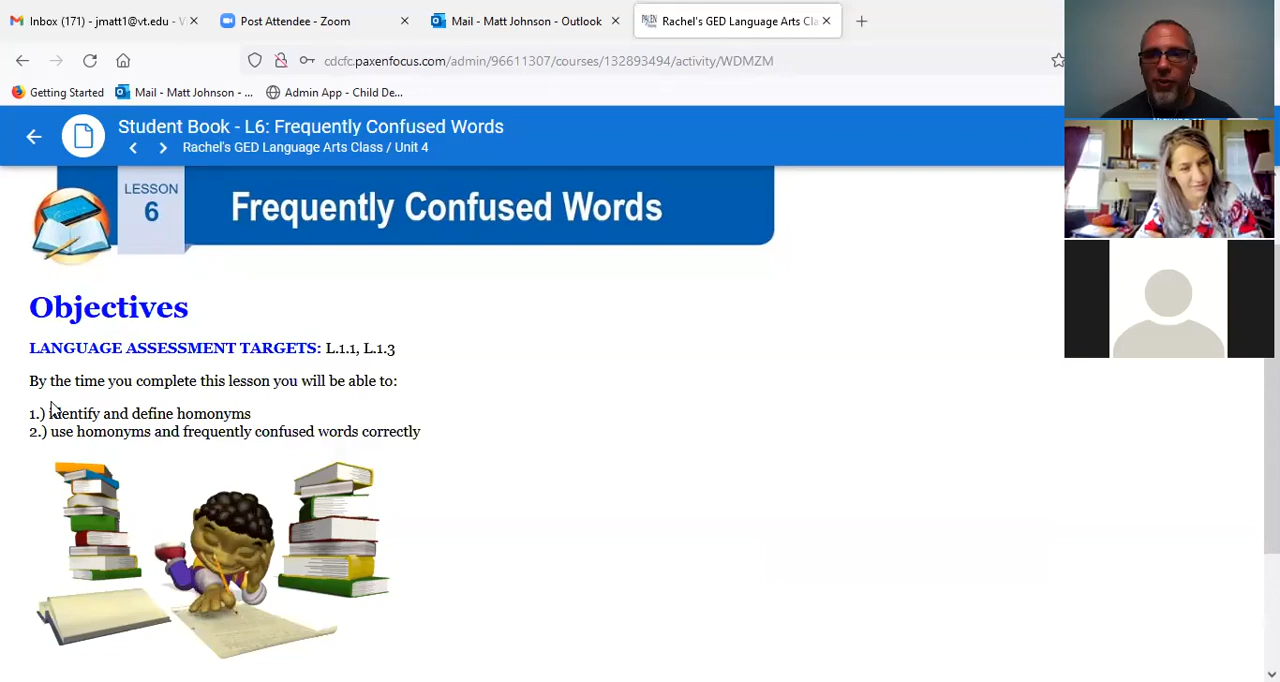 Inbox (171) - jmatt1@vt.edu -
Post Attendee - Zoom
Mail - Matt Johnson - Outlook
Rachel's GED Language Arts Cla
cdcfc.paxenfocus.com/admin/96611307/courses/132893494/activity/WDMZM
Getting Started
Mail - Matt Johnson - ...
Admin App - Child De...
Student Book - L6: Frequently Confused Words
Rachel's GED Language Arts Class / Unit 4
LESSON
6
Frequently Confused Words
Objectives
LANGUAGE ASSESSMENT TARGETS: L.1.1, L.1.3
By the time you complete this lesson you will be able to:
1.) identify and define homonyms
2.) use homonyms and frequently confused words correctly